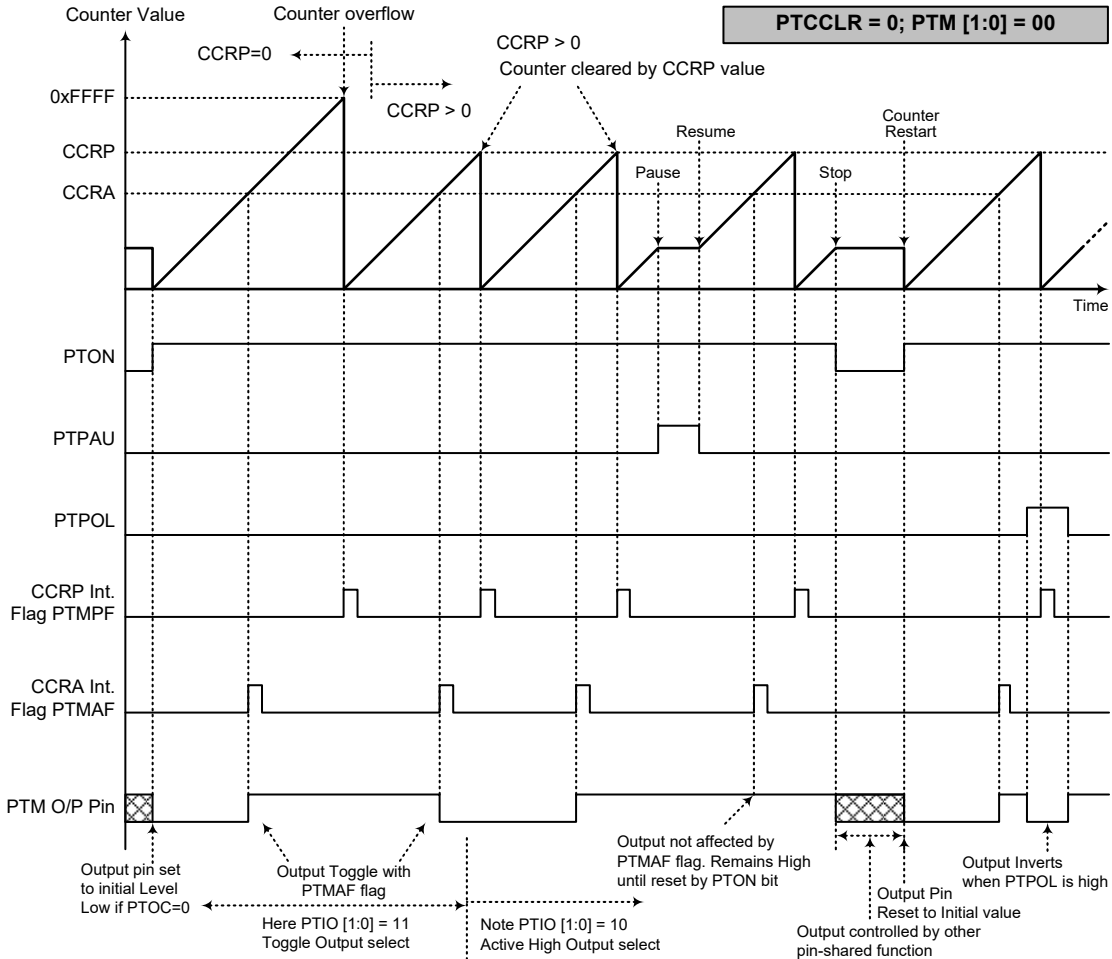 Counter Value
Counter overflow
PTCCLR = 0; PTM [1:0] = 00
CCRP=0
CCRP > 0
CCRP > 0
Counter cleared by CCRP value
0xFFFF
CCRP
CCRA
Pause
Resume
Stop
Counter
Restart
Time
PTON
PTPAU
PTPOL
CCRP Int.
Flag PTMPF
CCRA Int.
Flag PTMAF
PTM O/P Pin
Output pin set
to initial Level
Low if PTOC=0
Output Toggle with
PTMAF flag
Here PTIO [1:0] = 11
Toggle Output select
Note PTIO [1:0] = 10
Active High Output select
Output not affected by
PTMAF flag. Remains High
until reset by PTON bit
Output Pin
Reset to Initial value
Output controlled by other
pin-shared function
Output Inverts
when PTPOL is high